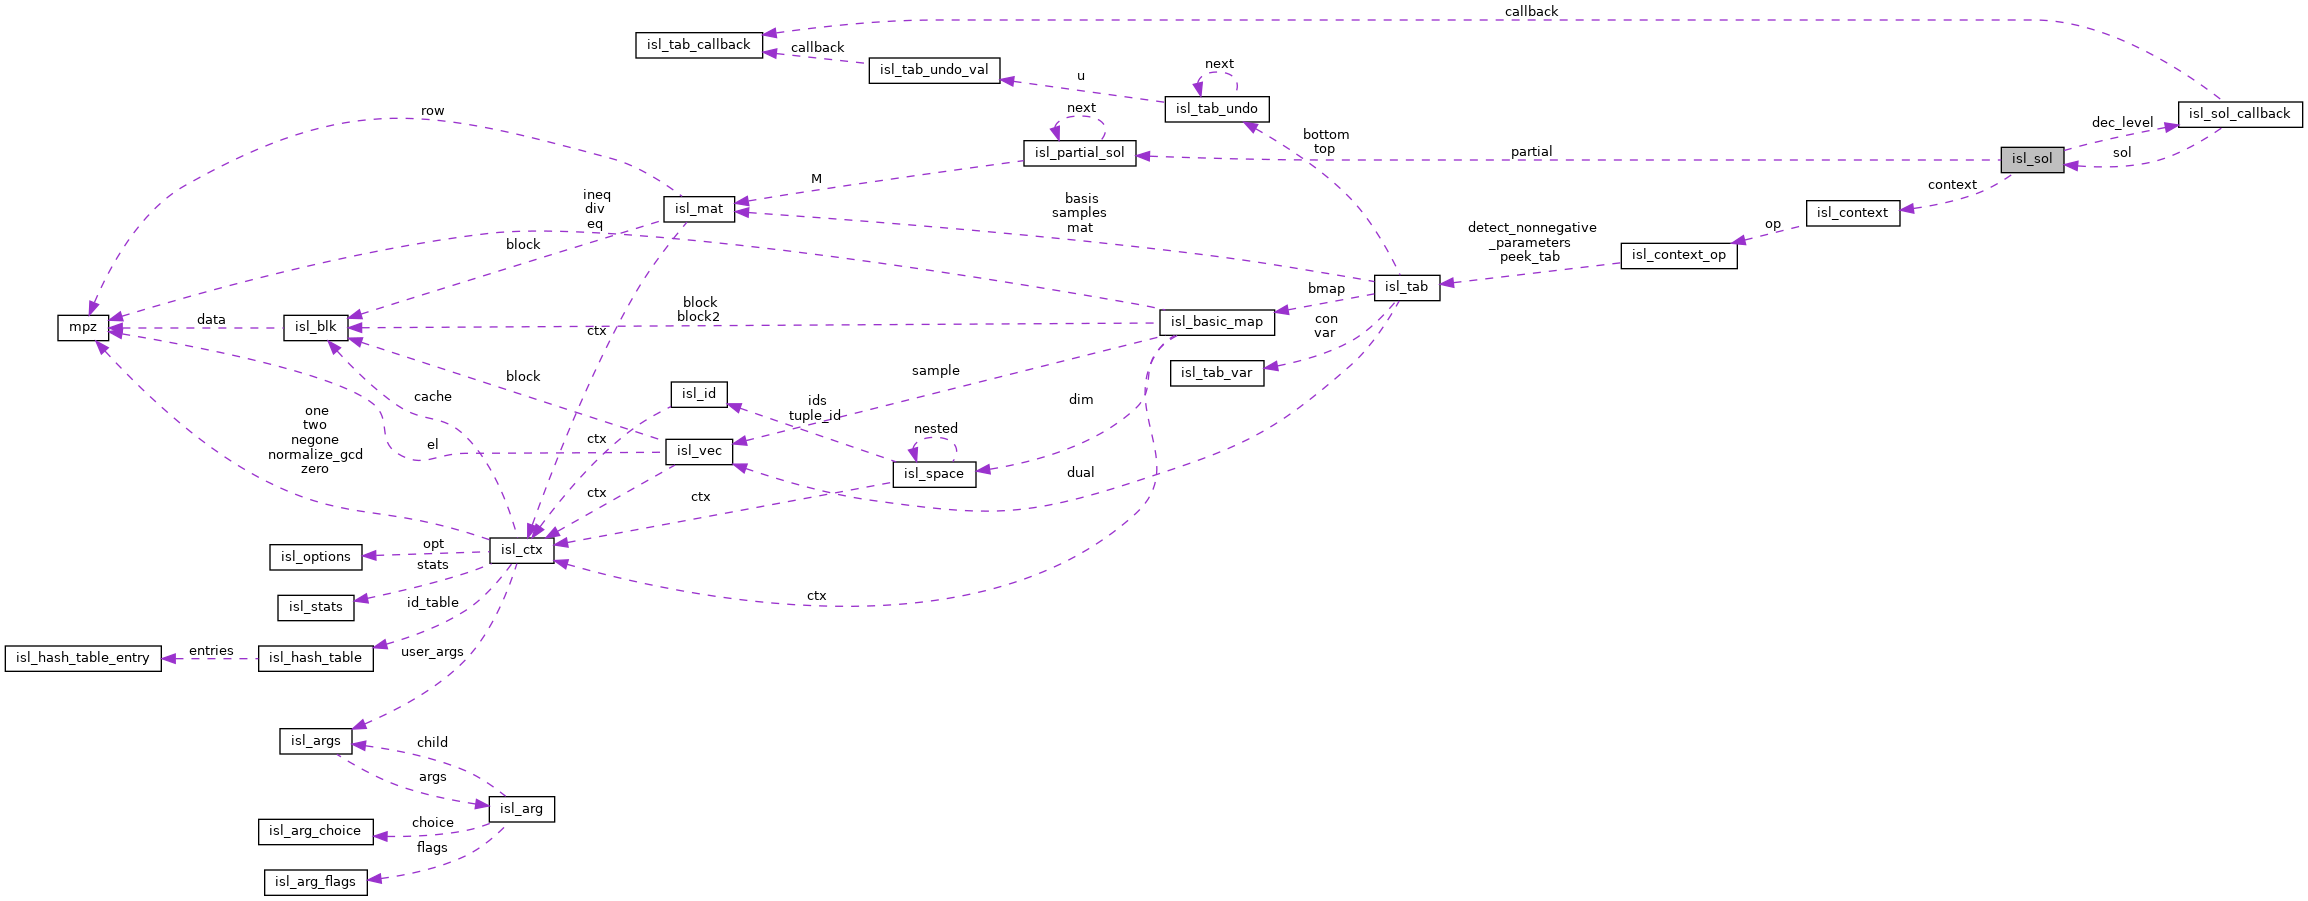 callback
isl_tab_callback
callback
isl_tab_undo_val
next
u
isl_tab_undo
next
isl_sol_callback
row
dec_level
bottom
top
isl_partial_sol
partial
isl_sol
sol
M
context
ineq
div
eq
isl_mat
basis
samples
mat
isl_context
op
block
detect_nonnegative
_parameters
peek_tab
isl_context_op
isl_tab
bmap
block
block2
mpz
data
isl_blk
ctx
isl_basic_map
con
var
sample
isl_tab_var
block
isl_id
cache
ids
tuple_id
dim
one
two
negone
normalize_gcd
zero
el
ctx
isl_vec
nested
isl_space
dual
ctx
ctx
opt
isl_ctx
isl_options
stats
ctx
isl_stats
id_table
entries
isl_hash_table_entry
isl_hash_table
user_args
isl_args
child
args
isl_arg
choice
isl_arg_choice
flags
isl_arg_flags